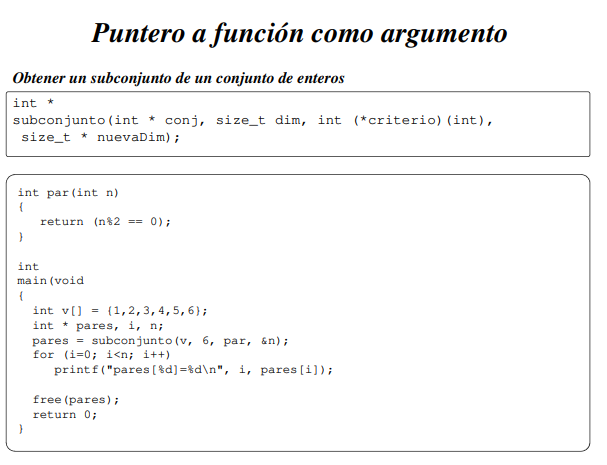 Puntero a función como argumento
Obtener un subconjunto de un conjunto de enteros
int *
subconjunto(int * conj, size_t dim, int (*criterio)(int),
 size_t * nuevaDim);
int par(int n)
{
   return (n%2 == 0);
}

int
main(void
{
  int v[] = {1,2,3,4,5,6};
  int * pares, i, n;
  pares = subconjunto(v, 6, par, &n);
  for (i=0; i<n; i++)
     printf("pares[%d]=%d\n", i, pares[i]);

  free(pares);
  return 0;
}